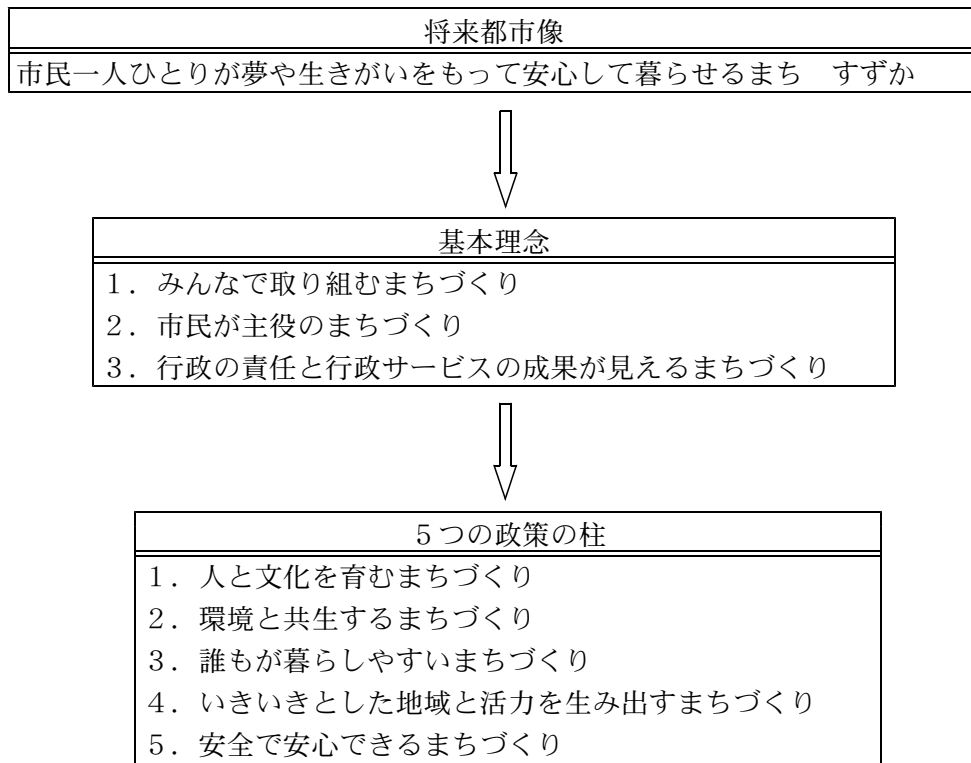 将来都市像
市民一人ひとりが夢や生きがいをもって安心して暮らせるまち　すずか
基本理念
１．みんなで取り組むまちづくり
２．市民が主役のまちづくり
３．行政の責任と行政サービスの成果が見えるまちづくり
５つの政策の柱
１．人と文化を育むまちづくり
２．環境と共生するまちづくり
３．誰もが暮らしやすいまちづくり
４．いきいきとした地域と活力を生み出すまちづくり
５．安全で安心できるまちづくり